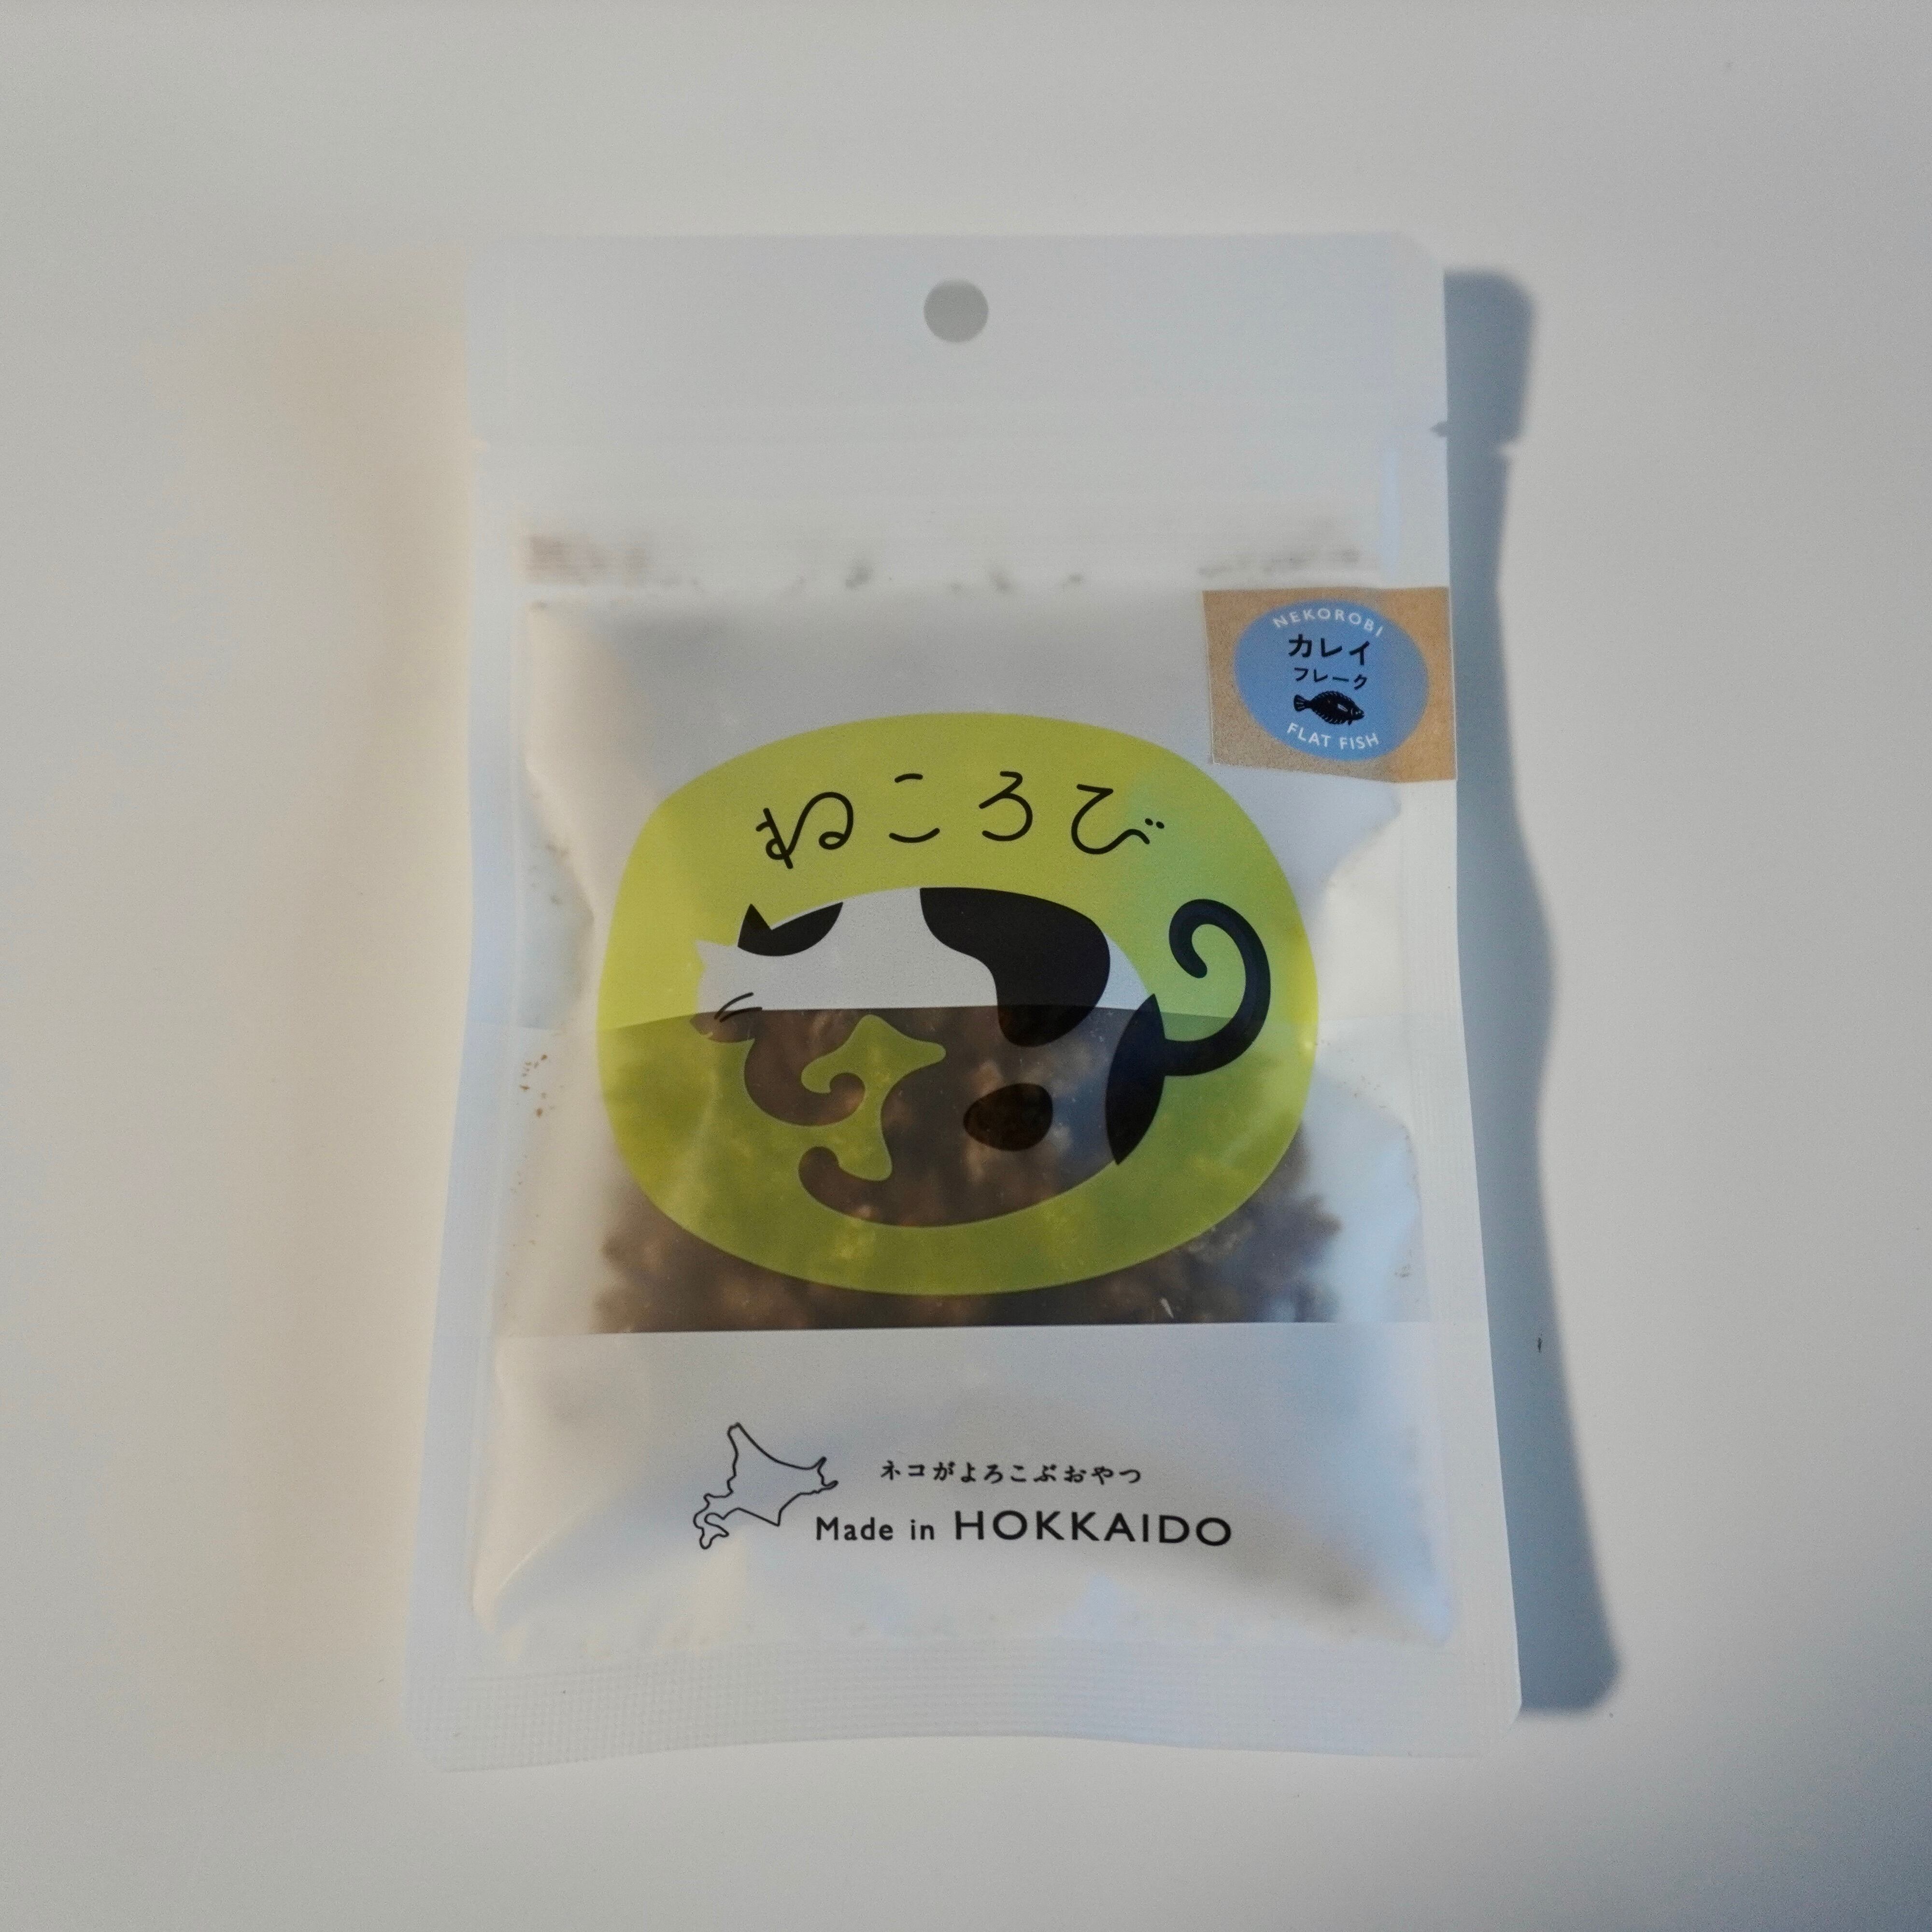 NEKOROBI
カレイ
フレーク
FLAT FISH
ねころび
ネコがよろこぶおやつ
Made in HOKKAIDO